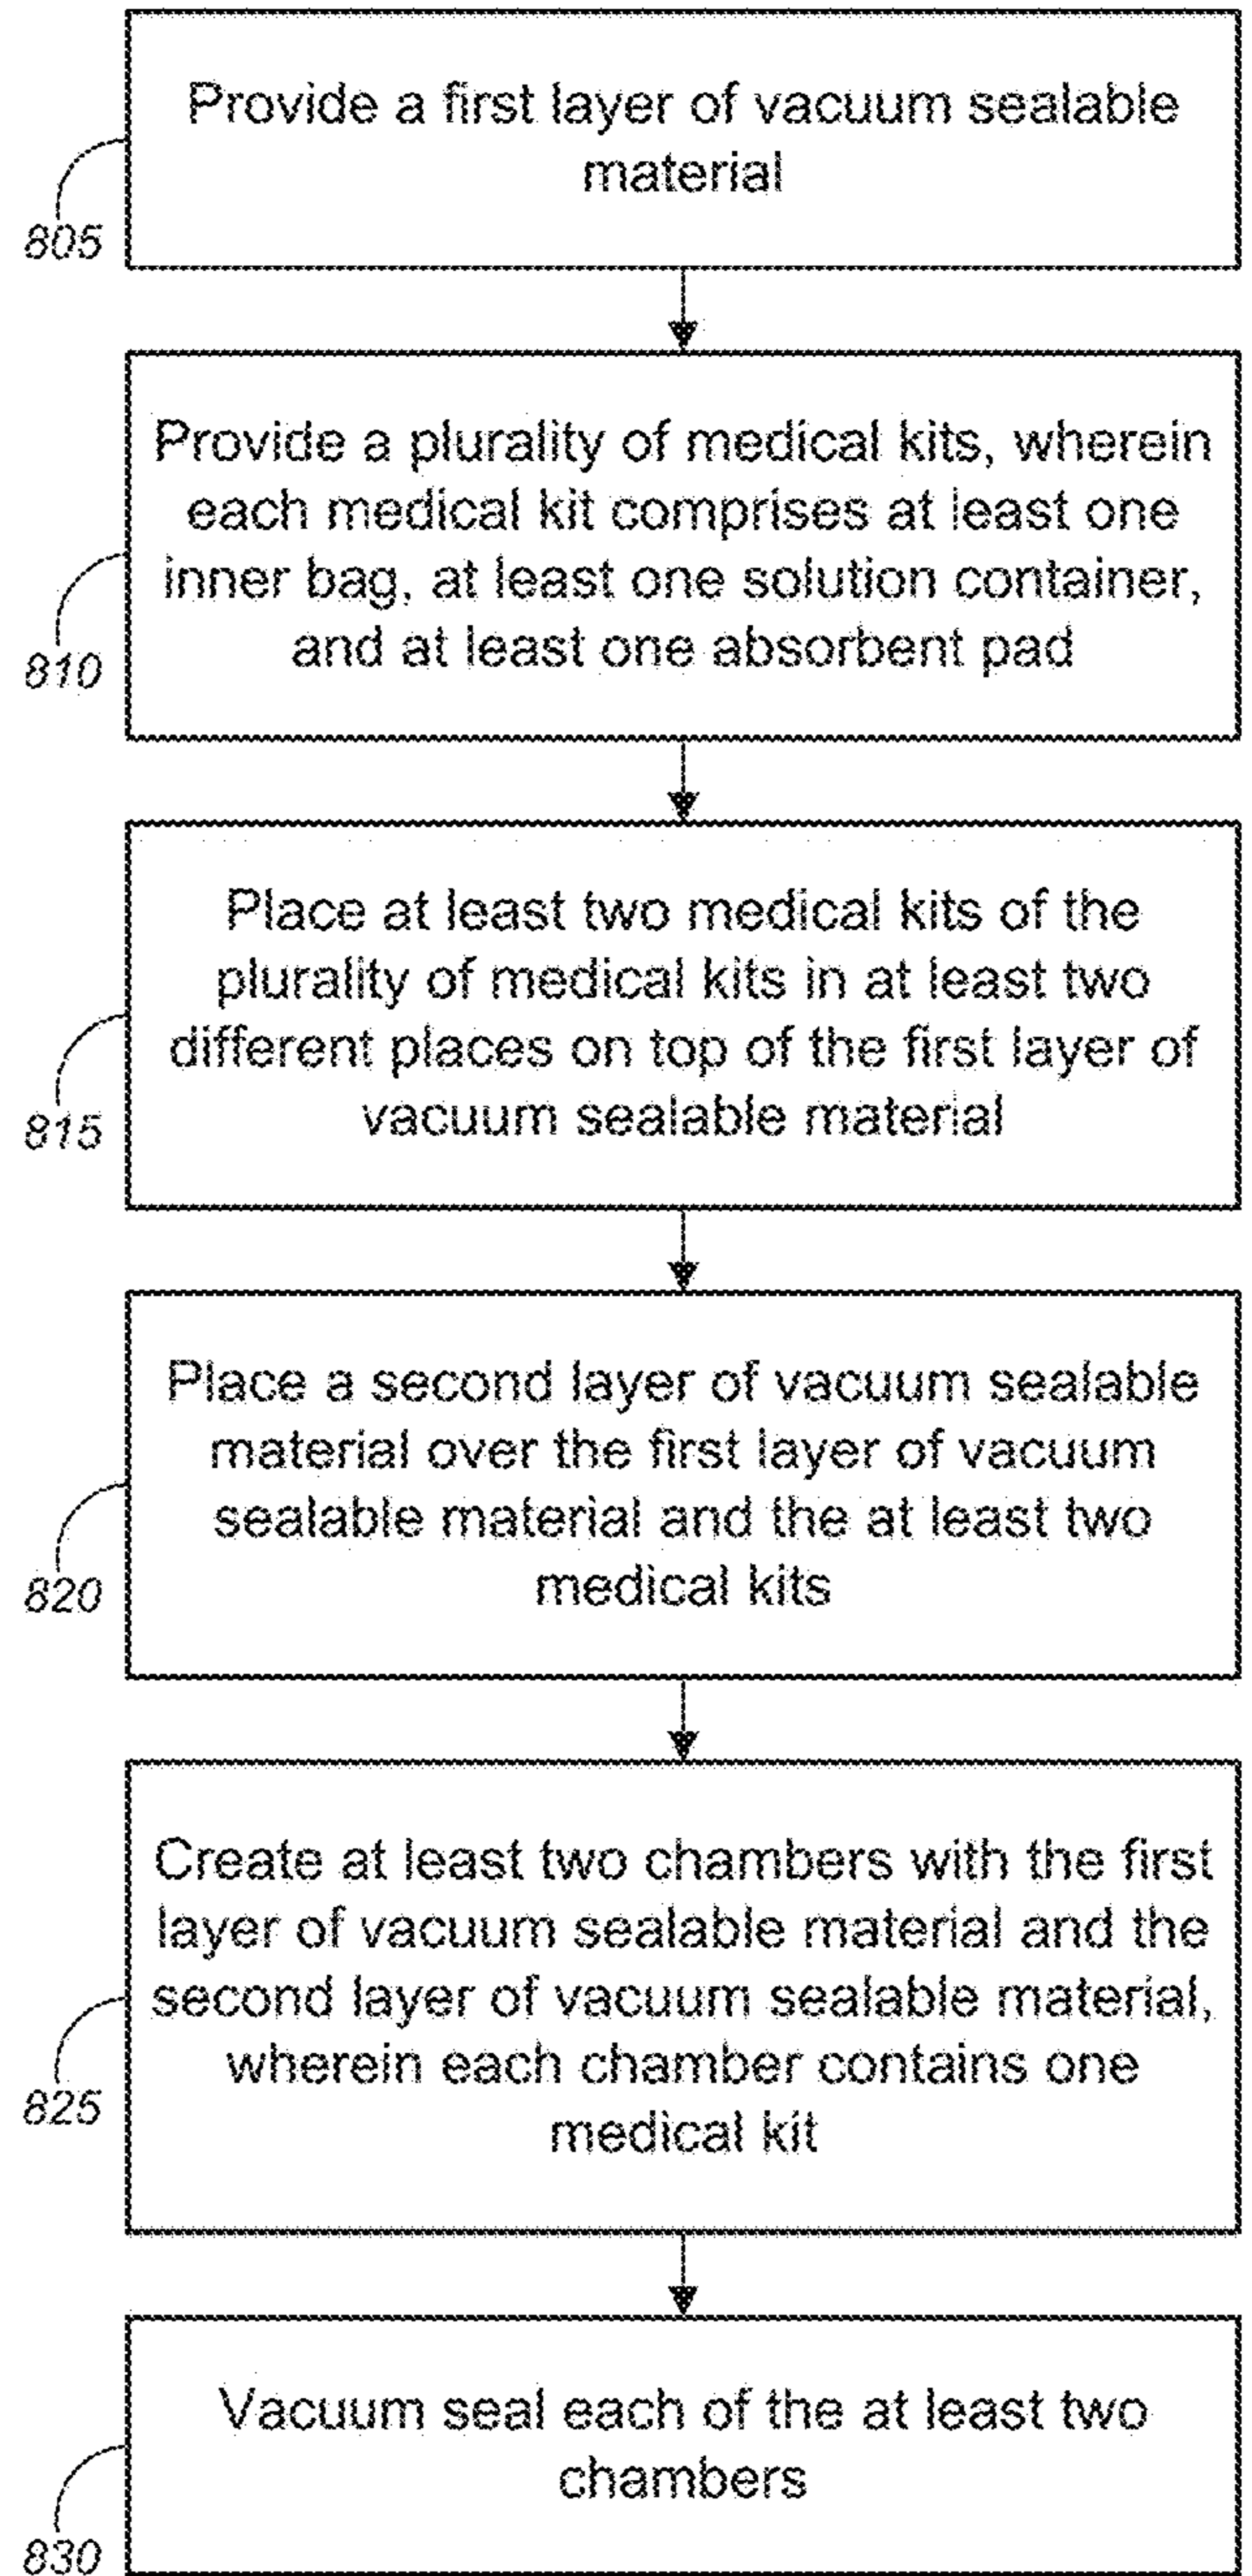 Provide a first layer of vacuum sealable
material
805
Provide a plurality of medical kits, wherein
each medical kit comprises at least one
inner bag, at least one solution container,
and at least one absorbent pad
810
Place at least two medical kits of the
plurality of medical kits in at least two
different places on top of the first layer of
vacuum sealable material
815
Place a second layer of vacuum sealable
material over the first layer of vacuum
sealable material and the at least two
medical kits
820
Create at least two chambers with the first
layer of vacuum sealable material and the
second layer of vacuum sealable material,
wherein each chamber contains one
medical kit
825
Vacuum seal each of the at least two
chambers
830